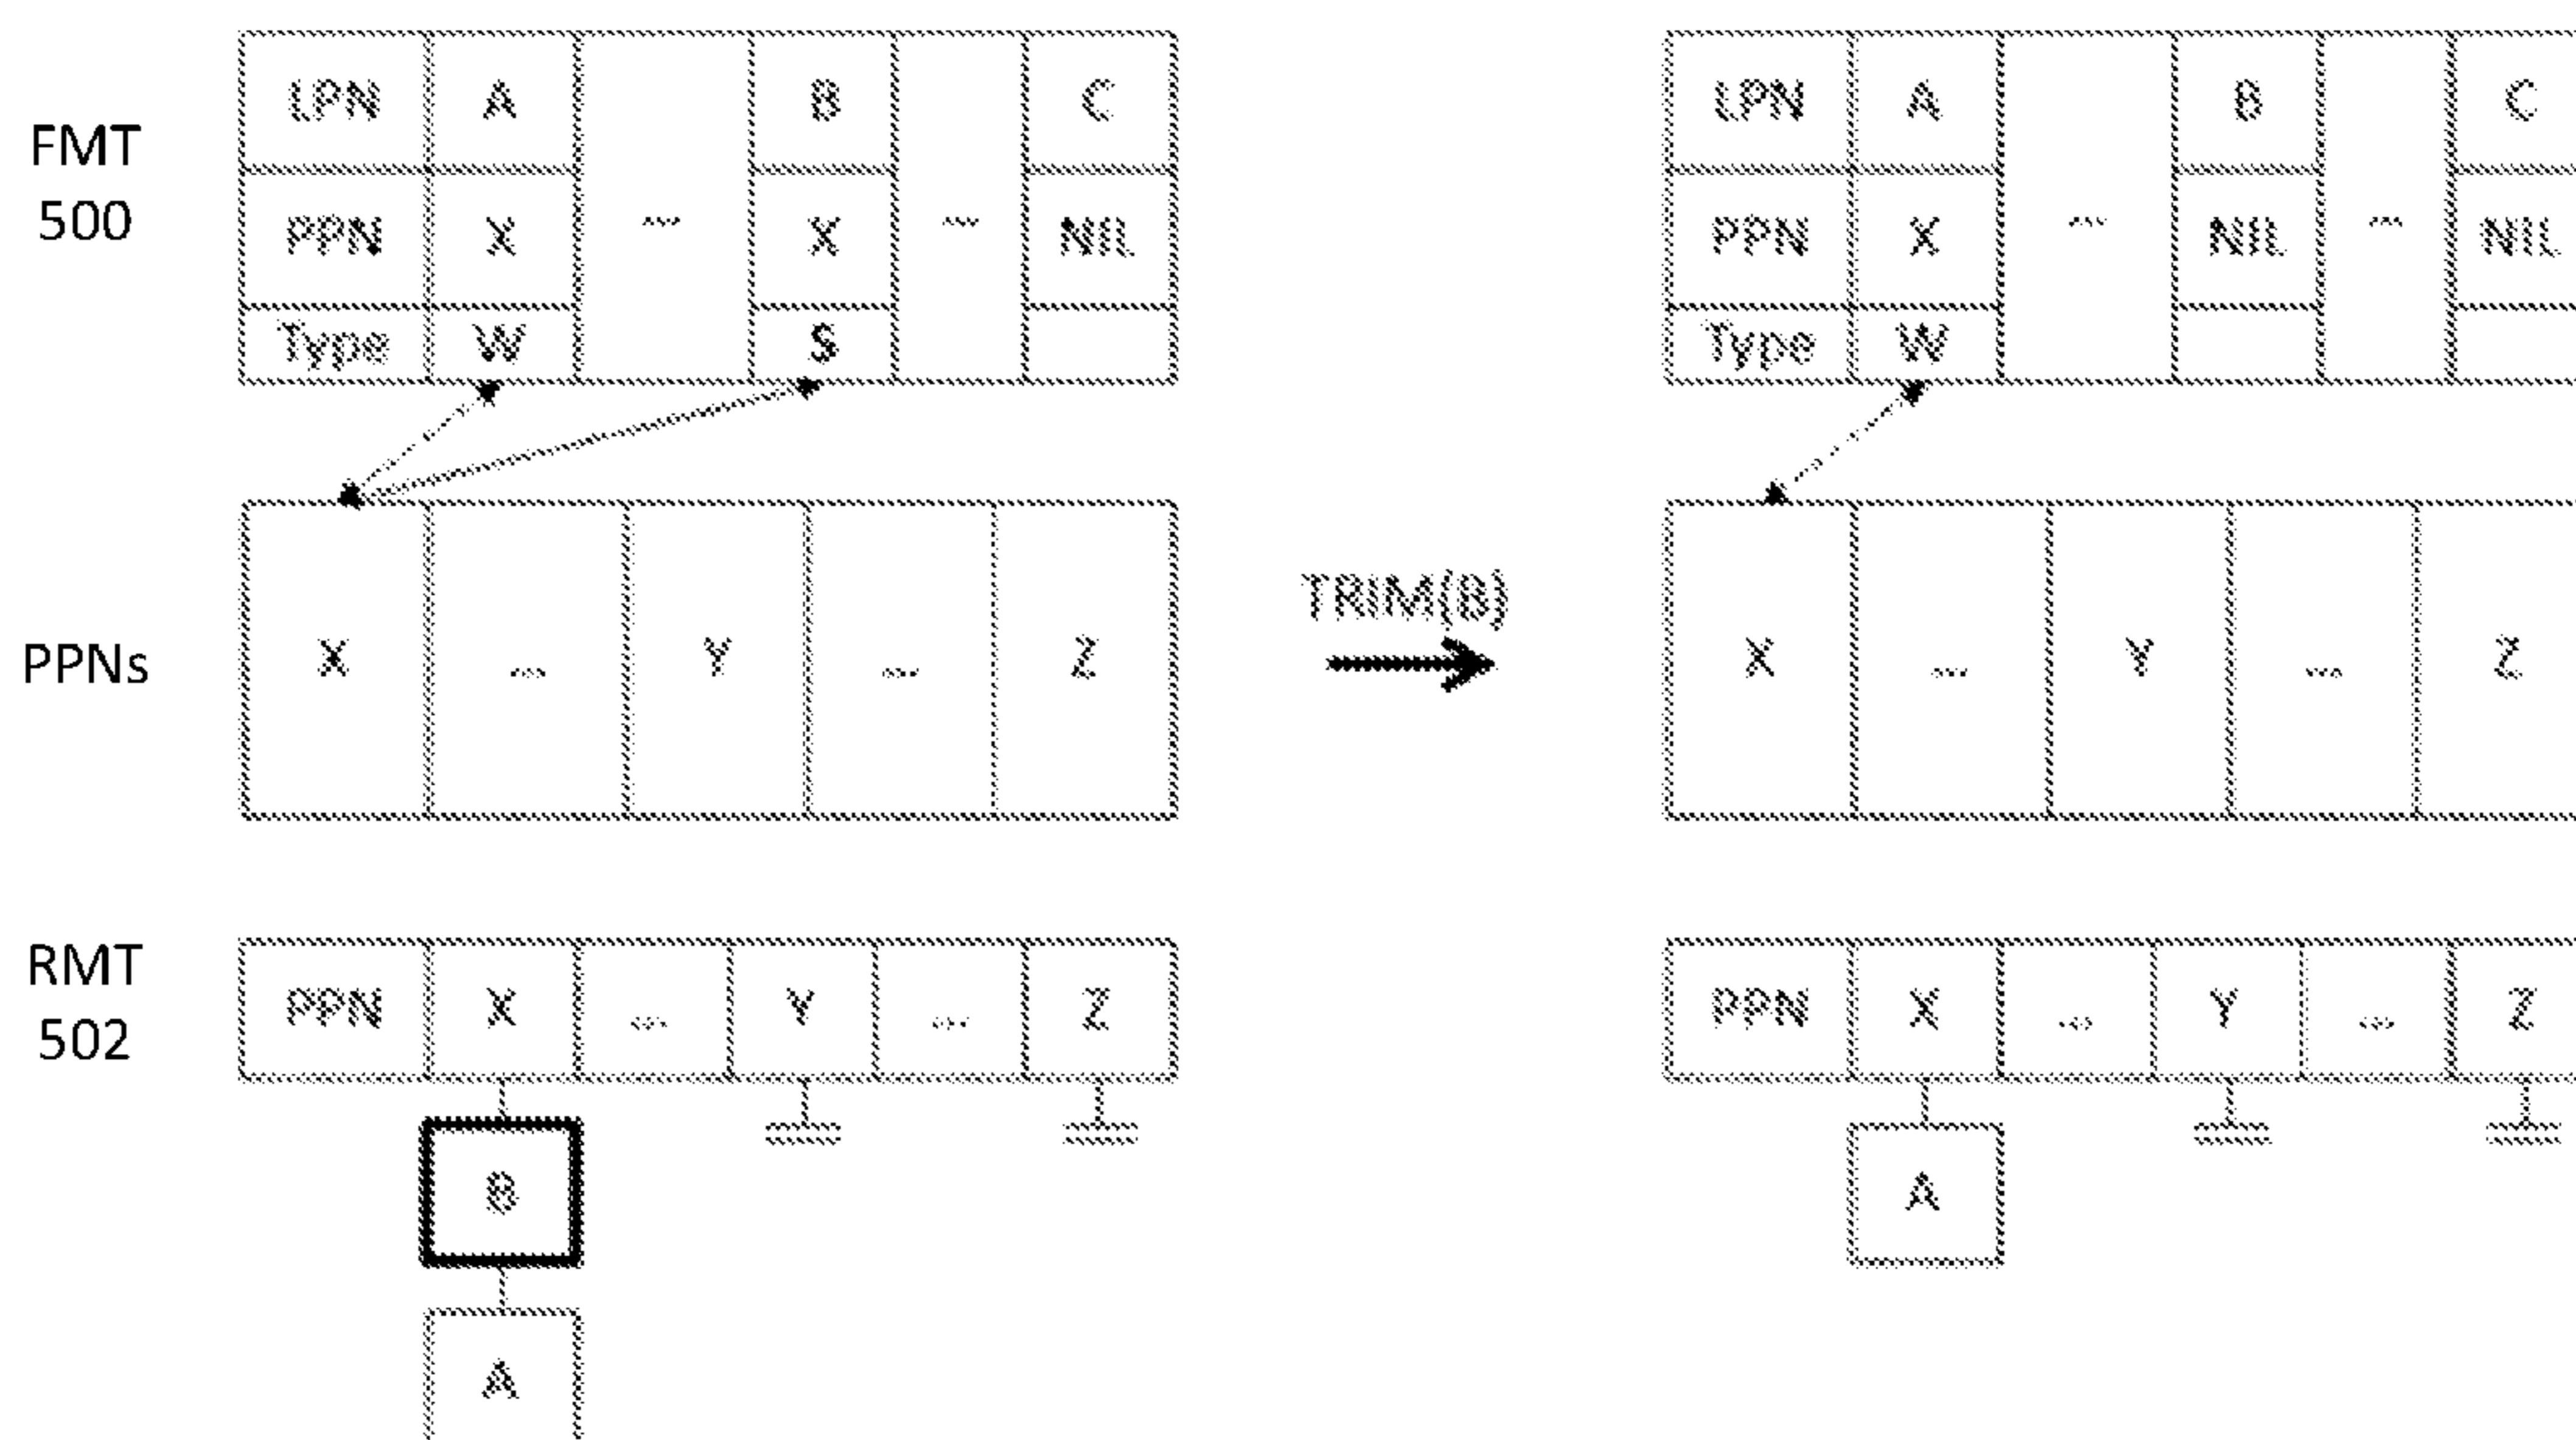 FMT
500
LPN A B C
PPN X ... X ... NIL
Type W S
LPN A B C
PPN X ... NIL ... NIL
Type W
PPNs
X ... Y ... Z
TRIM(B)
X ... Y ... Z
RMT
502
PPN X ... Y ... Z
B
A
PPN X ... Y ... Z
A